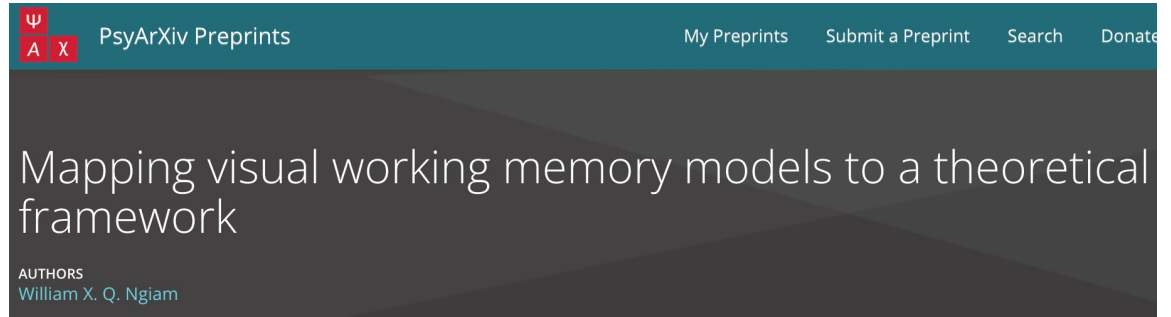 Ψ
A Χ
PsyArXiv Preprints
My Preprints Submit a Preprint Search Donate
Mapping visual working memory models to a theoretical
framework
AUTHORS
William X. Q. Ngiam